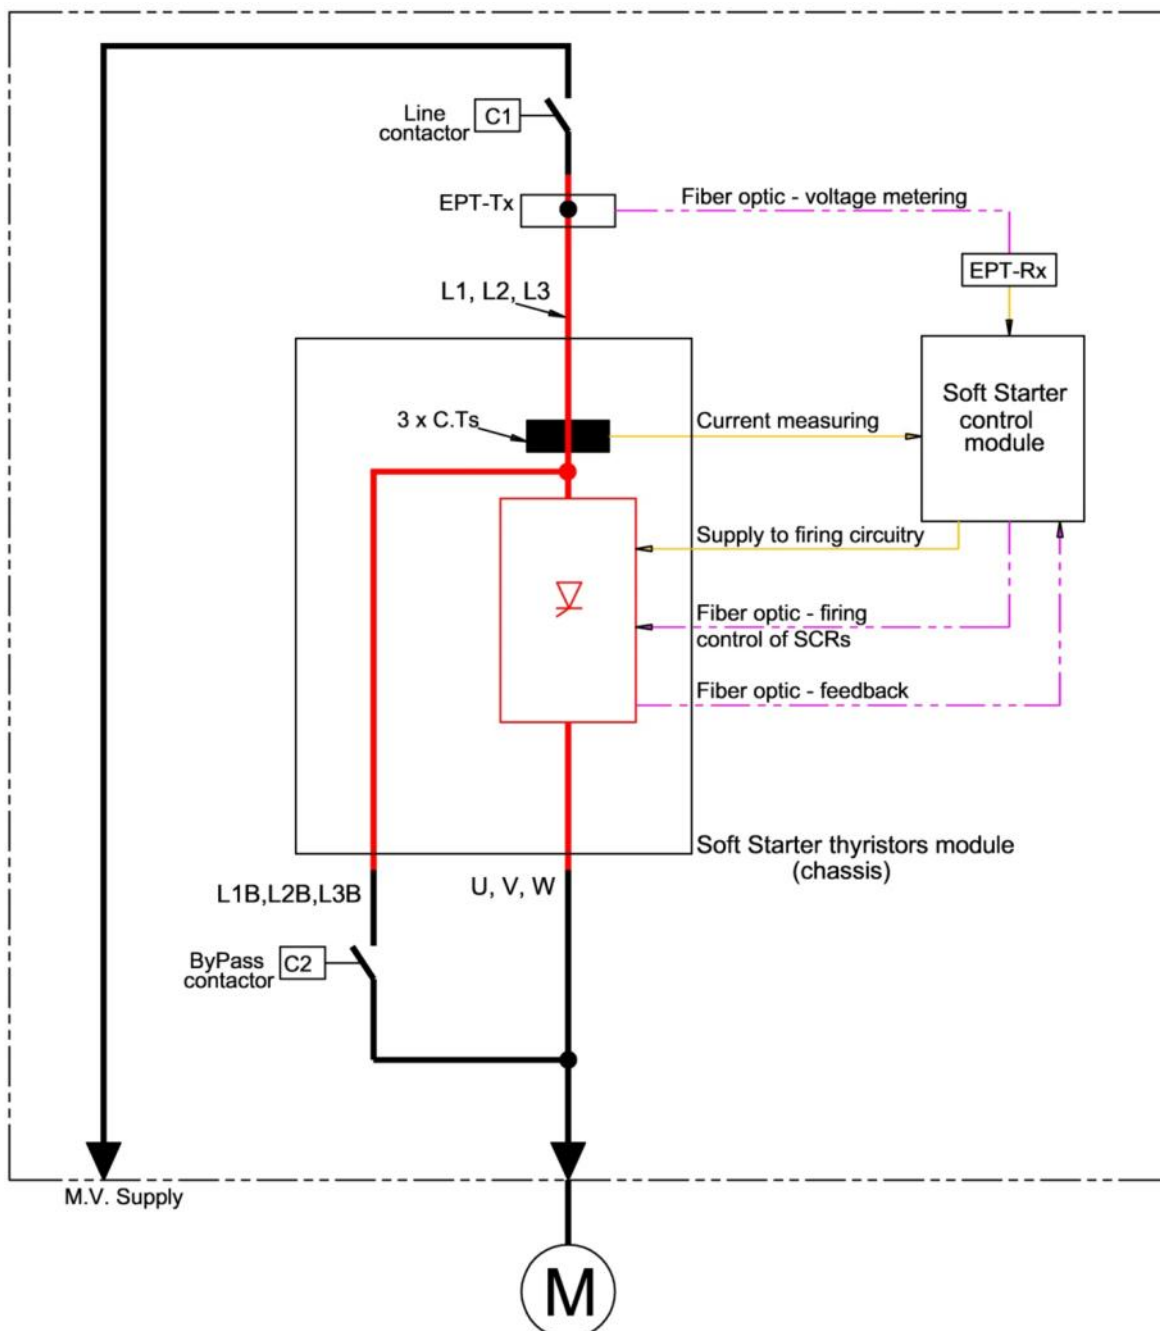 Line
contactor
C1
EPT-Tx
Fiber optic - voltage metering
EPT-Rx
L1, L2, L3
Soft Starter
control
module
3 x C.Ts
Current measuring
Supply to firing circuitry
Fiber optic - firing
control of SCRs
Fiber optic - feedback
Soft Starter thyristors module
(chassis)
L1B,L2B,L3B
U, V, W
ByPass
contactor
C2
M.V. Supply
M